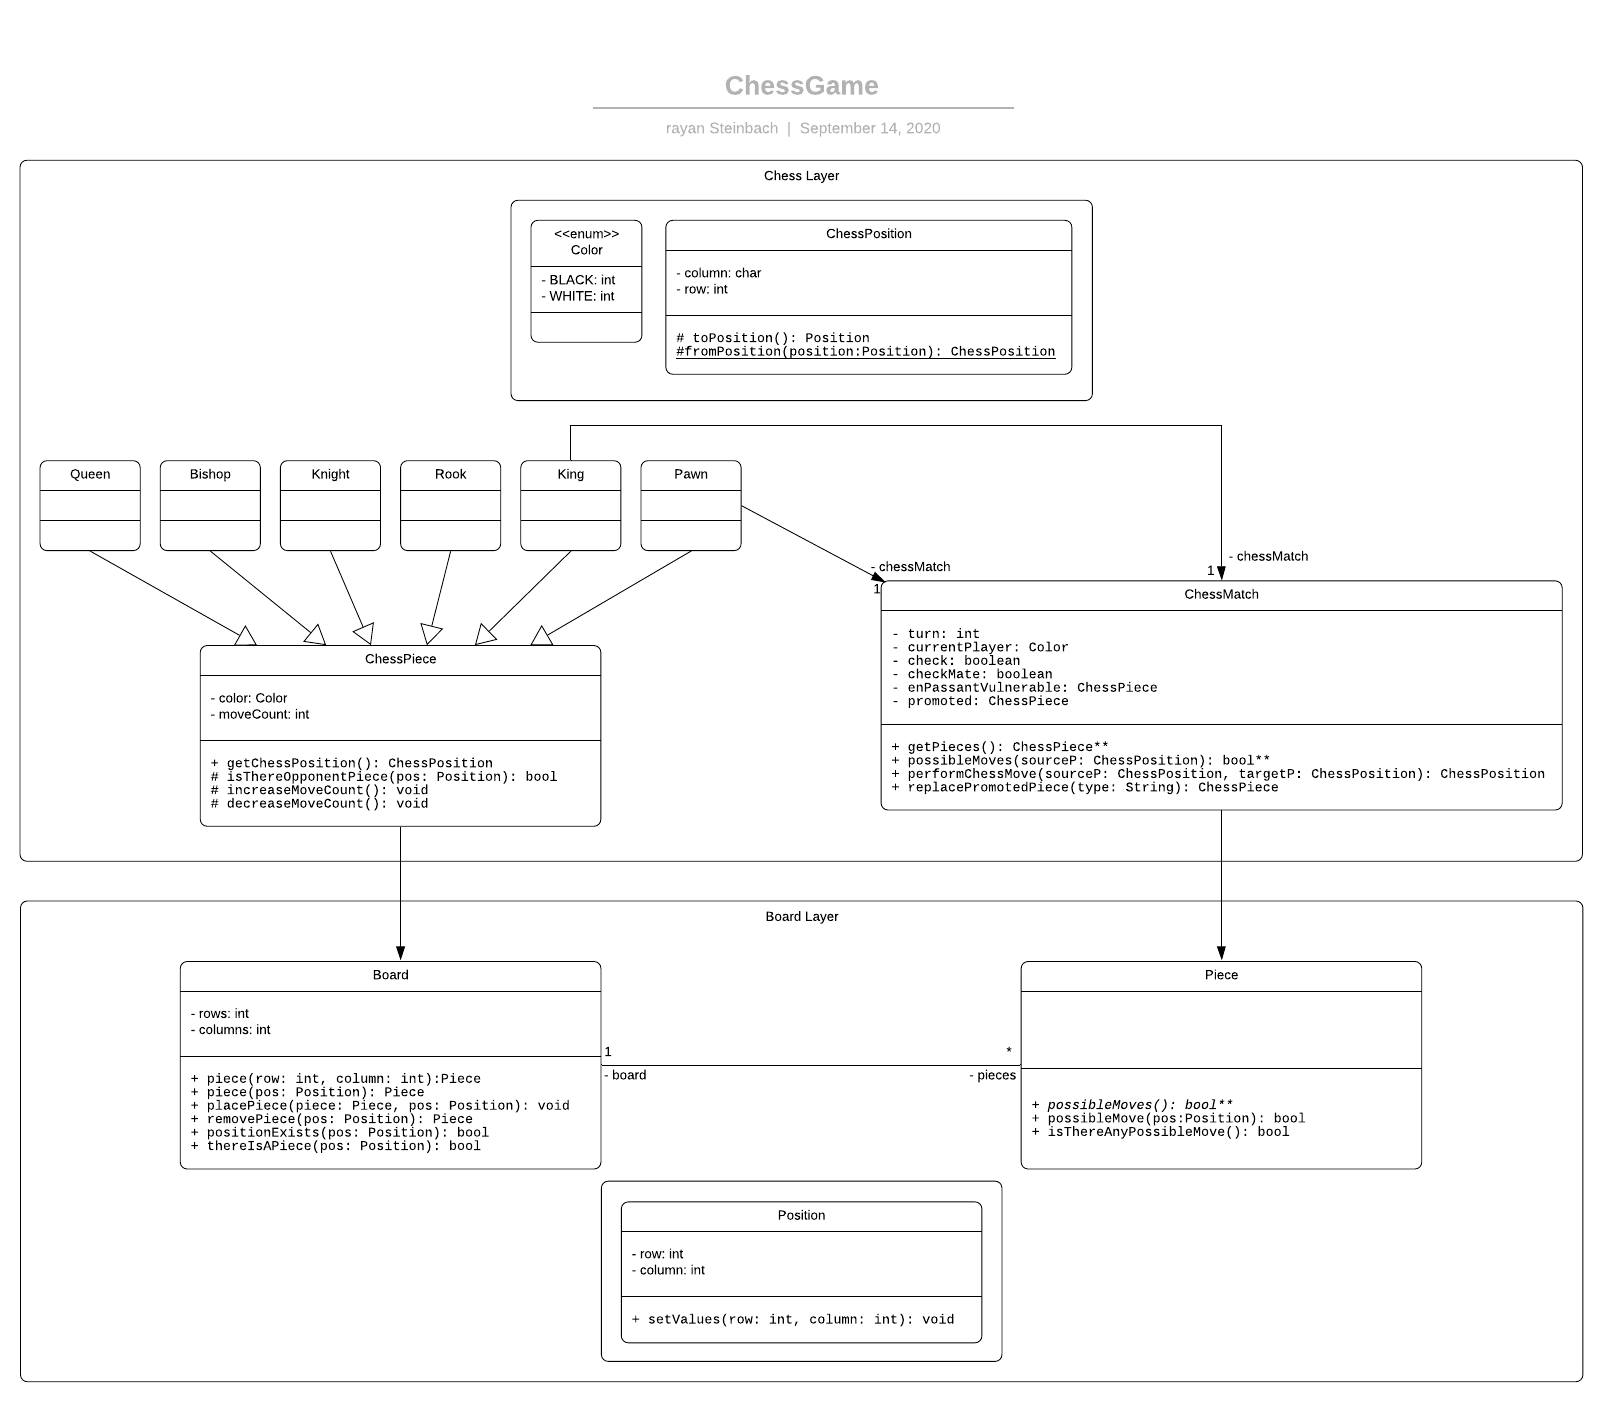 ChessGame
rayan Steinbach | September 14, 2020
Chess Layer
<<enum>>
Color
- BLACK: int
- WHITE: int
ChessPosition
- column: char
- row: int
# toPosition(): Position
#fromPosition(position:Position): ChessPosition
Queen
Bishop
Knight
Rook
King
Pawn
- chessMatch
1
- chessMatch
1
ChessPiece
- color: Color
- moveCount: int
+ getChessPosition(): ChessPosition
# isThereOpponentPiece(pos: Position): bool
# increaseMoveCount(): void
# decreaseMoveCount(): void
ChessMatch
- turn: int
- currentPlayer: Color
- check: boolean
- checkMate: boolean
- enPassantVulnerable: ChessPiece
- promoted: ChessPiece
+ getPieces(): ChessPiece**
+ possibleMoves(sourceP: ChessPosition): bool**
+ performChessMove(sourceP: ChessPosition, targetP: ChessPosition): ChessPosition
+ replacePromotedPiece(type: String): ChessPiece
Board Layer
Board
- rows: int
- columns: int
+ piece(row: int, column: int):Piece
+ piece(pos: Position): Piece
+ placePiece(piece: Piece, pos: Position): void
+ removePiece(pos: Position): Piece
+ positionExists(pos: Position): bool
+ thereIsAPiece(pos: Position): bool
1
- board
*
- pieces
Piece
+ possibleMoves(): bool**
+ possibleMove(pos:Position): bool
+ isThereAnyPossibleMove(): bool
Position
- row: int
- column: int
+ setValues(row: int, column: int): void